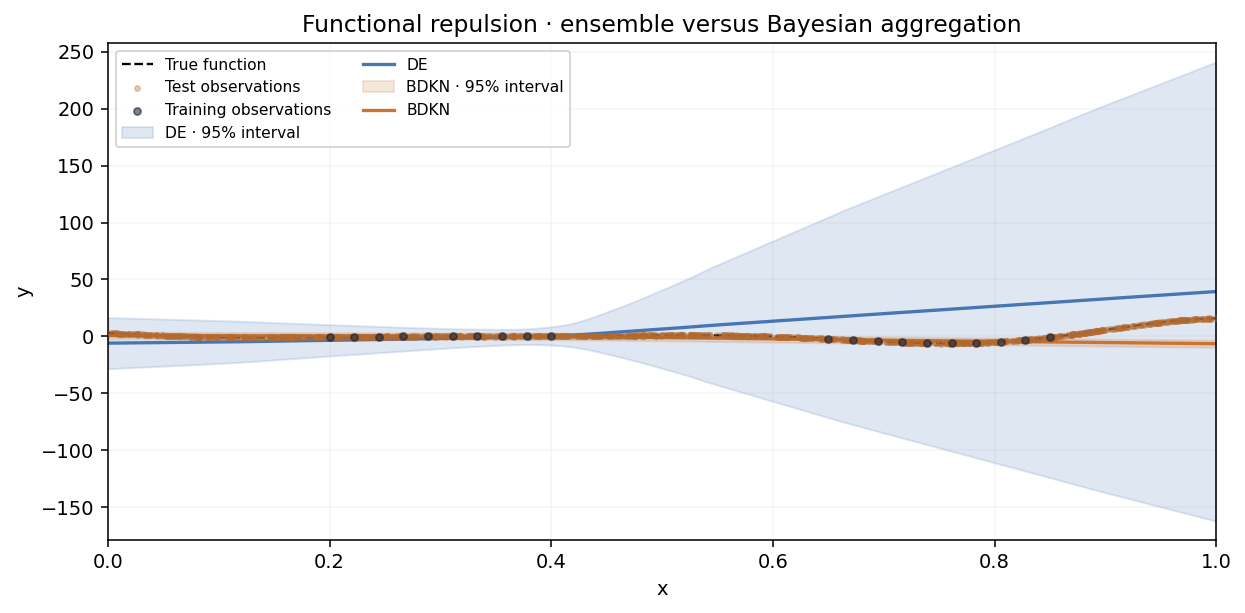 Functional repulsion · ensemble versus Bayesian aggregation
True function
Test observations
Training observations
DE · 95% interval
DE
BDKN · 95% interval
BDKN
250
200
150
100
50
0
−50
−100
−150
y
0.0
0.2
0.4
0.6
0.8
1.0
x